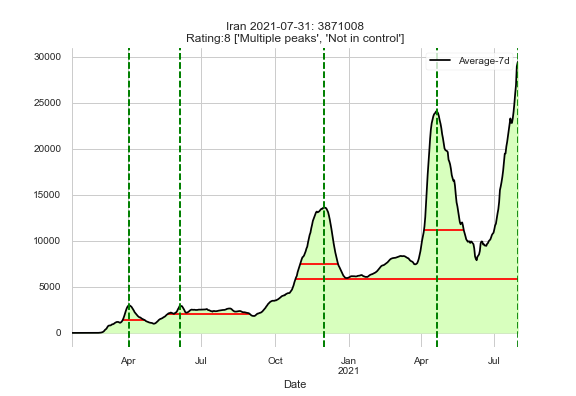 Iran 2021-07-31: 3871008
Rating:8 ['Multiple peaks', 'Not in control']
Average-7d
30000
25000
20000
15000
10000
5000
0
Apr
Jul
Oct
Jan
2021
Apr
Jul
Date